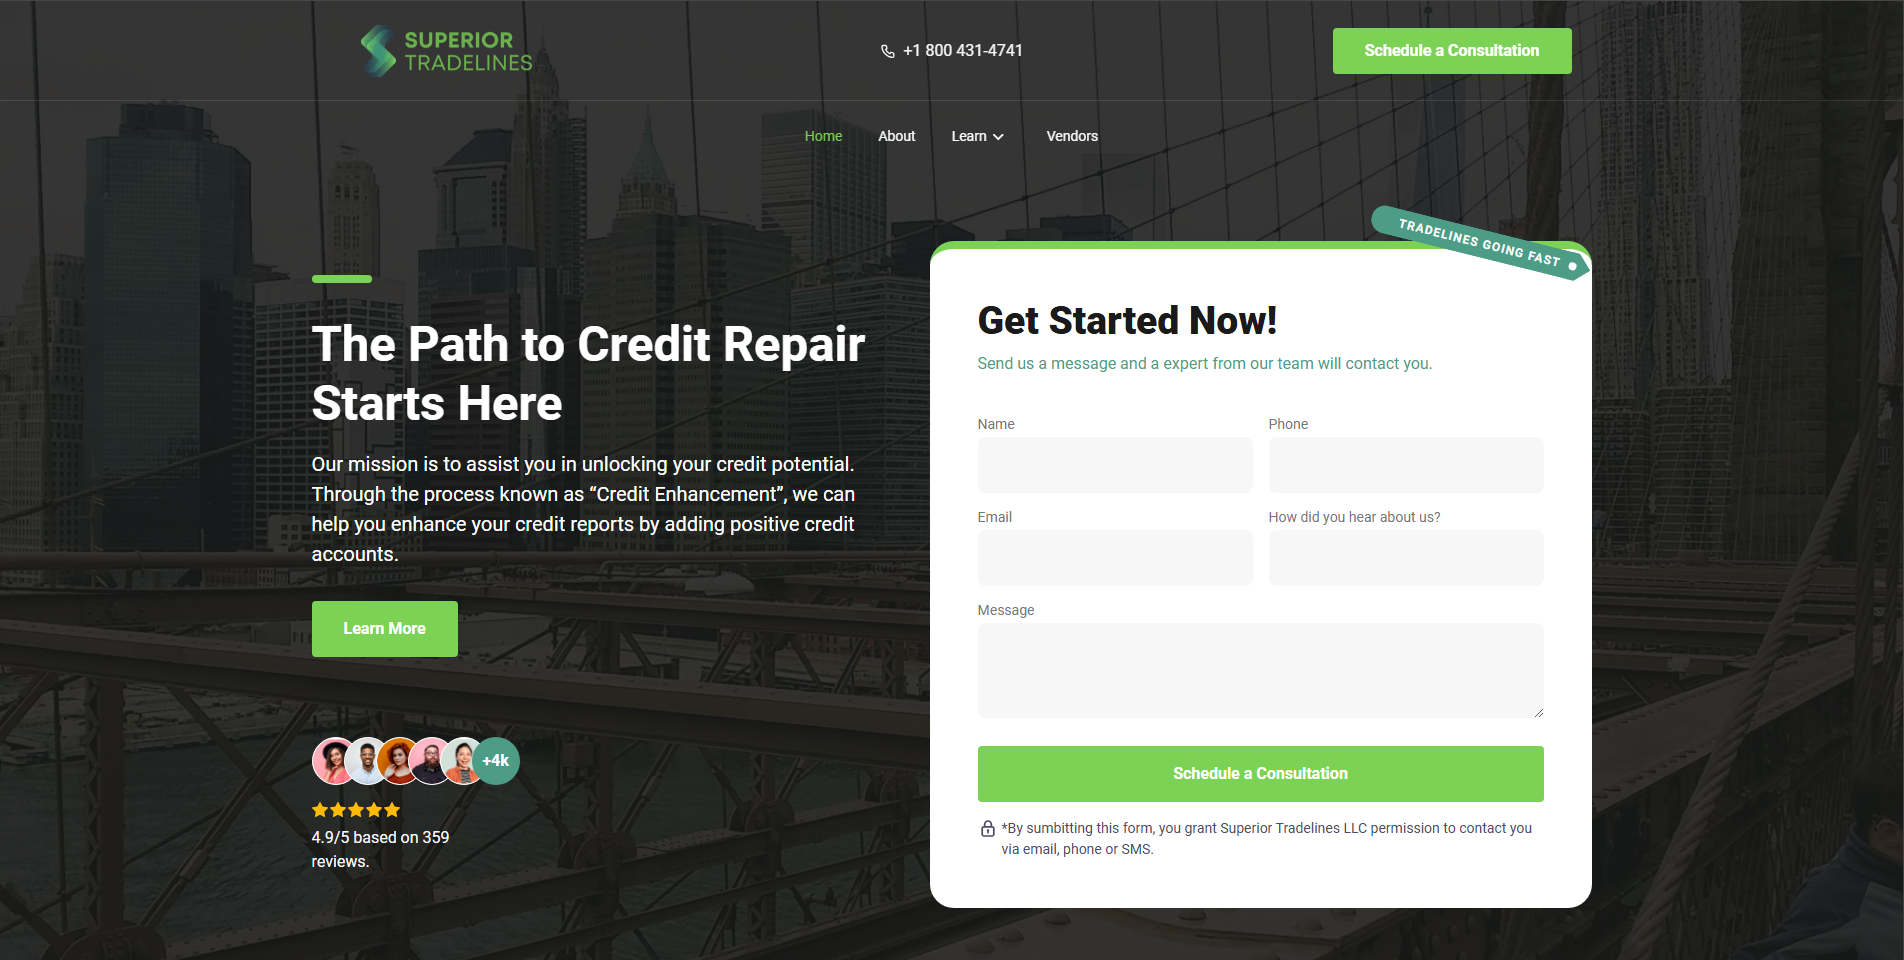 SUPERIOR
TRADELINES
+1 800 431-4741
Schedule a Consultation
Home
About
Learn
Vendors
TRADELINES GOING FAST
The Path to Credit Repair
Starts Here
Our mission is to assist you in unlocking your credit potential.
Through the process known as “Credit Enhancement”, we can
help you enhance your credit reports by adding positive credit
accounts.
Learn More
+4k
4.9/5 based on 359
reviews.
Get Started Now!
Send us a message and a expert from our team will contact you.
Name
Phone
Email
How did you hear about us?
Message
Schedule a Consultation
*By sumbitting this form, you grant Superior Tradelines LLC permission to contact you
via email, phone or SMS.